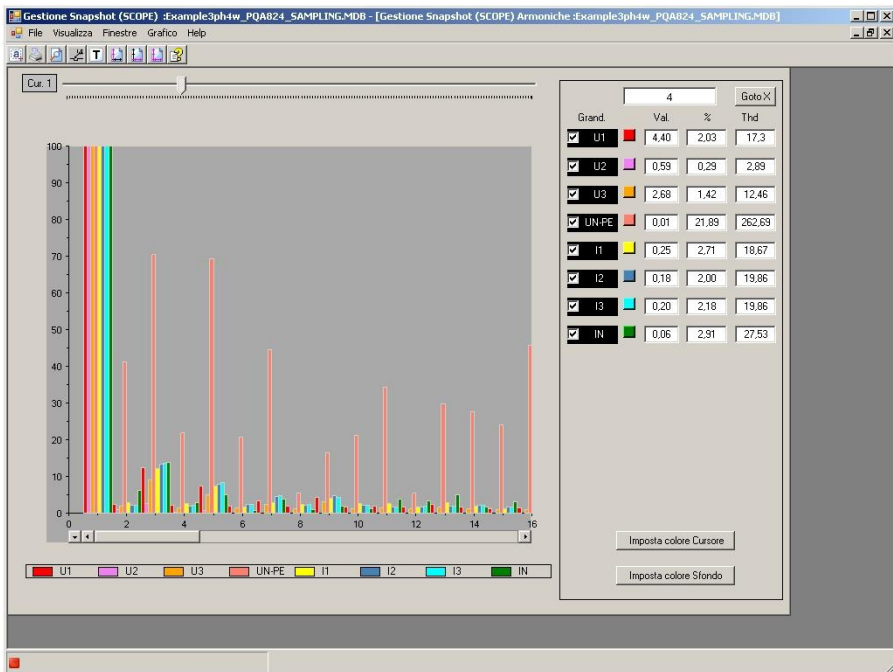 Gestione Snapshot (SCOPE) :Example3ph4w_PQA824_SAMPLING.MDB - [Gestione Snapshot (SCOPE) Armoniche :Example3ph4w_PQA824_SAMPLING.MDB]
File Visualizza Finestre Grafico Help
T
Cur. 1
4 Goto X
Grand. Val. % Thd
U1 4,40 2,03 17,3
U2 0,59 0,29 2,89
U3 2,68 1,42 12,46
UN-PE 0,01 21,89 262,69
I1 0,25 2,71 18,67
I2 0,18 2,00 19,86
I3 0,20 2,18 19,86
IN 0,06 2,91 27,53
100
90
80
70
60
50
40
30
20
10
0
0 2 4 6 8 10 12 14 16
U1 U2 U3 UN-PE I1 I2 I3 IN
Imposta colore Cursore
Imposta colore Sfondo